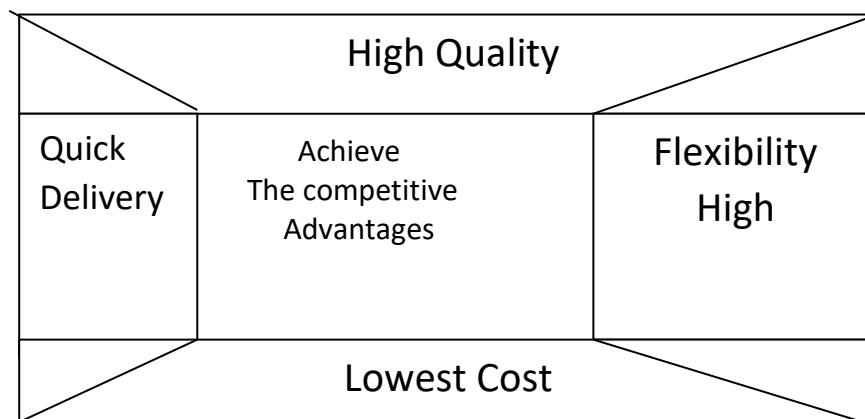 High Quality
Quick
Delivery
Achieve
The competitive
Advantages
Flexibility
High
Lowest Cost